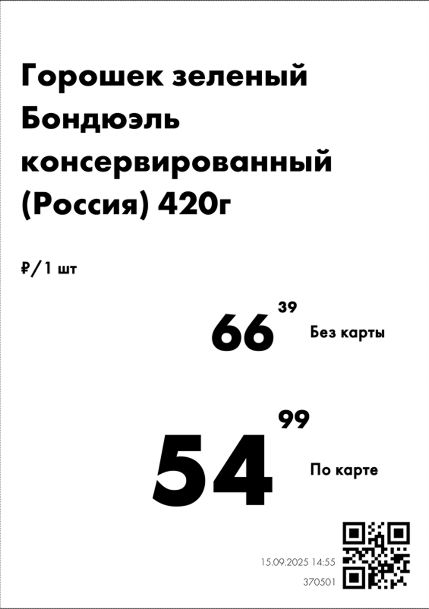 Горошек зеленый
Бондюэль
консервированный
(Россия) 420г
₽/1 шт
66 39 Без карты
54 99 По карте
15.09.2025 14:55
370501